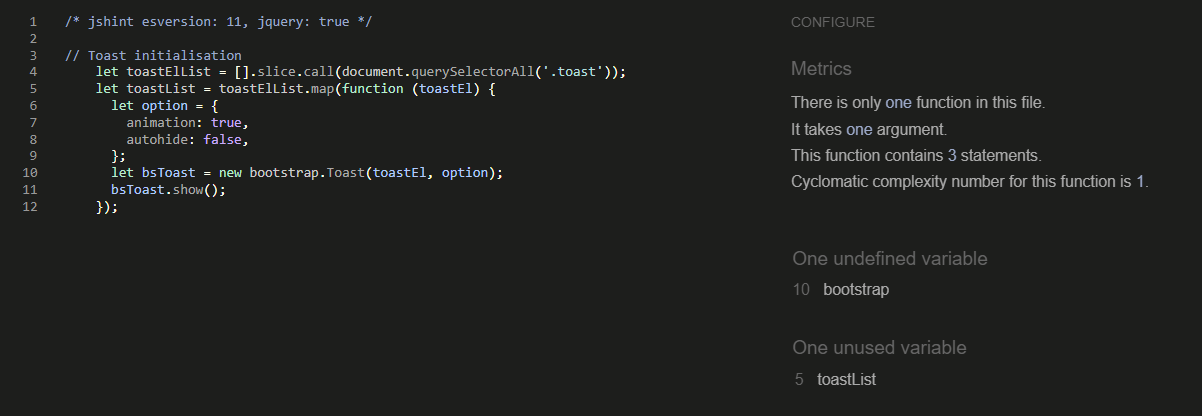 1 /* jshint esversion: 11, jquery: true */
2
3 // Toast initialisation
4 let toastElList = [].slice.call(document.querySelectorAll('.toast'));
5 let toastList = toastElList.map(function (toastEl) {
6 let option = {
7 animation: true,
8 autohide: false,
9 };
10 let bsToast = new bootstrap.Toast(toastEl, option);
11 bsToast.show();
12 });
CONFIGURE
Metrics
There is only one function in this file.
It takes one argument.
This function contains 3 statements.
Cyclomatic complexity number for this function is 1.
One undefined variable
10 bootstrap
One unused variable
5 toastList